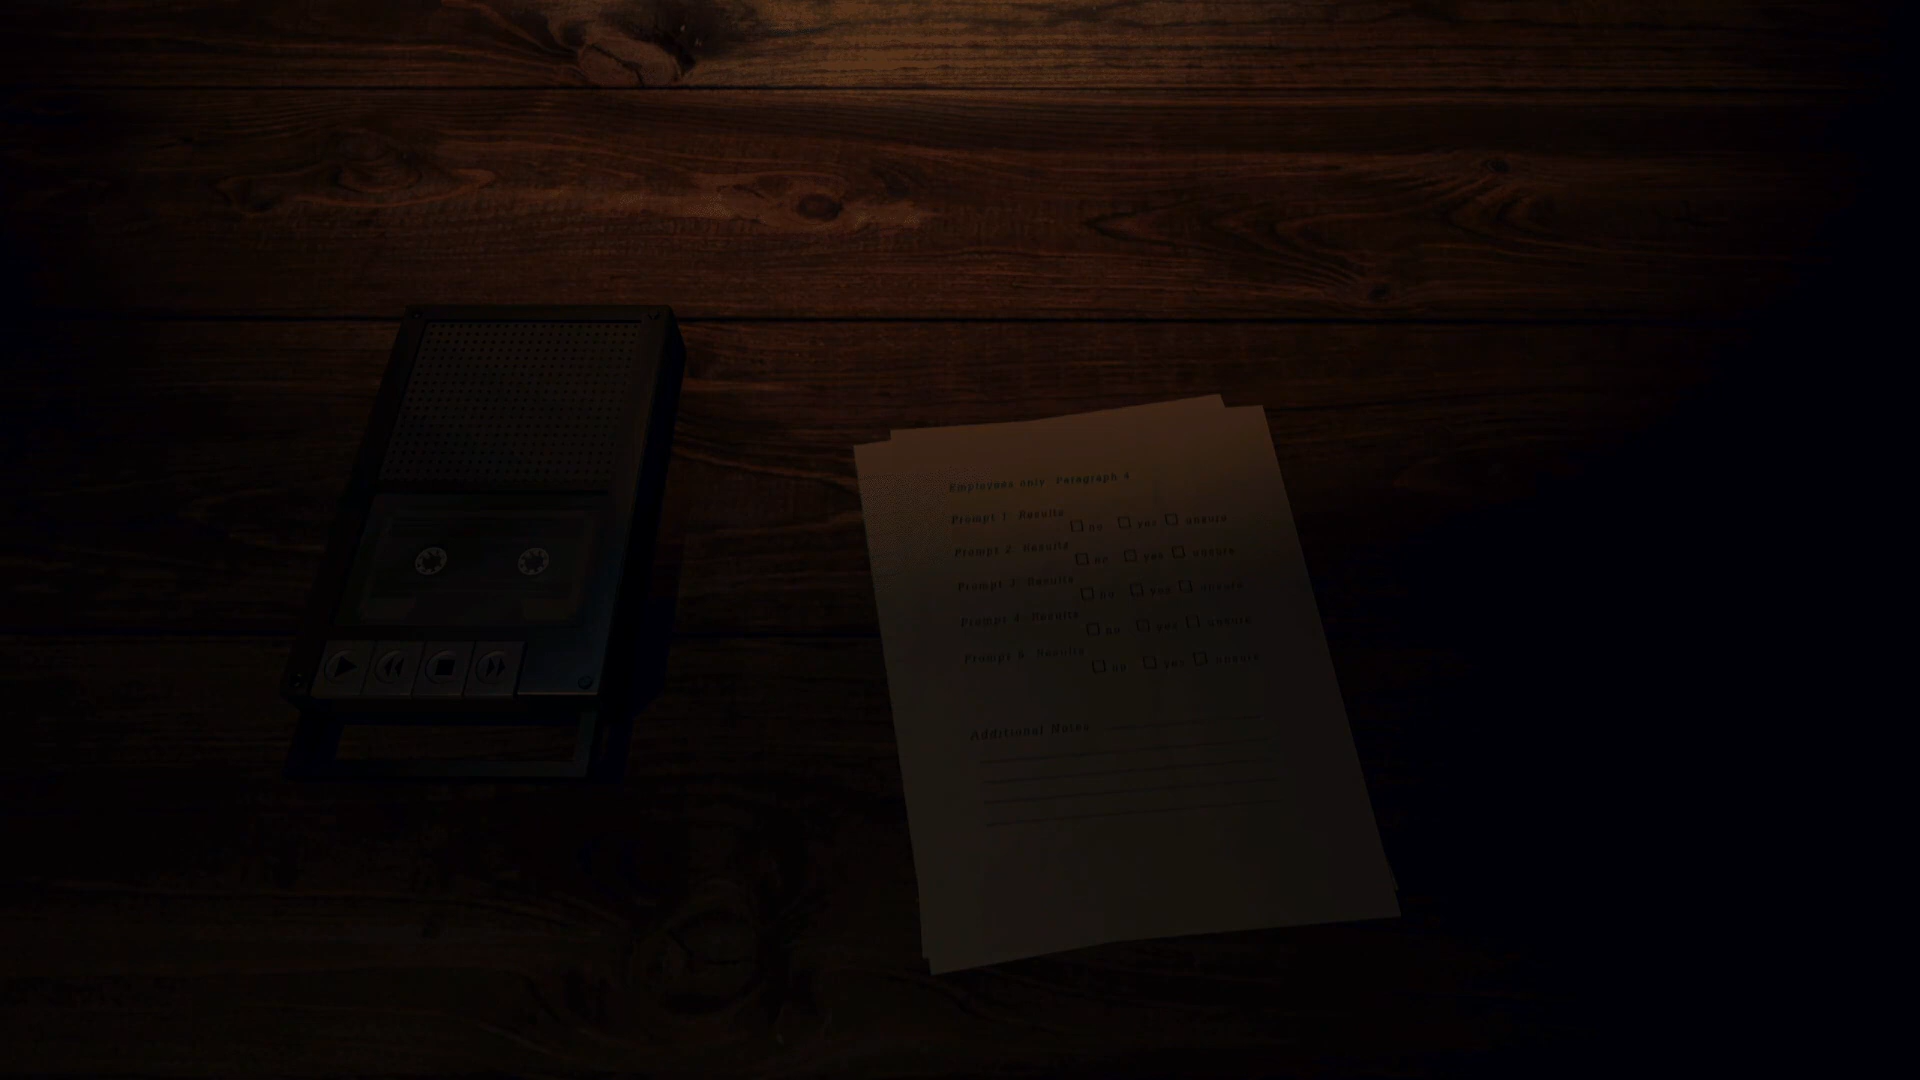 Employees only Paragraph 4
Prompt 1 Results no yes unsure
Prompt 2 Results no yes unsure
Prompt 3 Results no yes unsure
Prompt 4 Results no yes unsure
Prompt 5 Results no yes unsure
Additional Notes